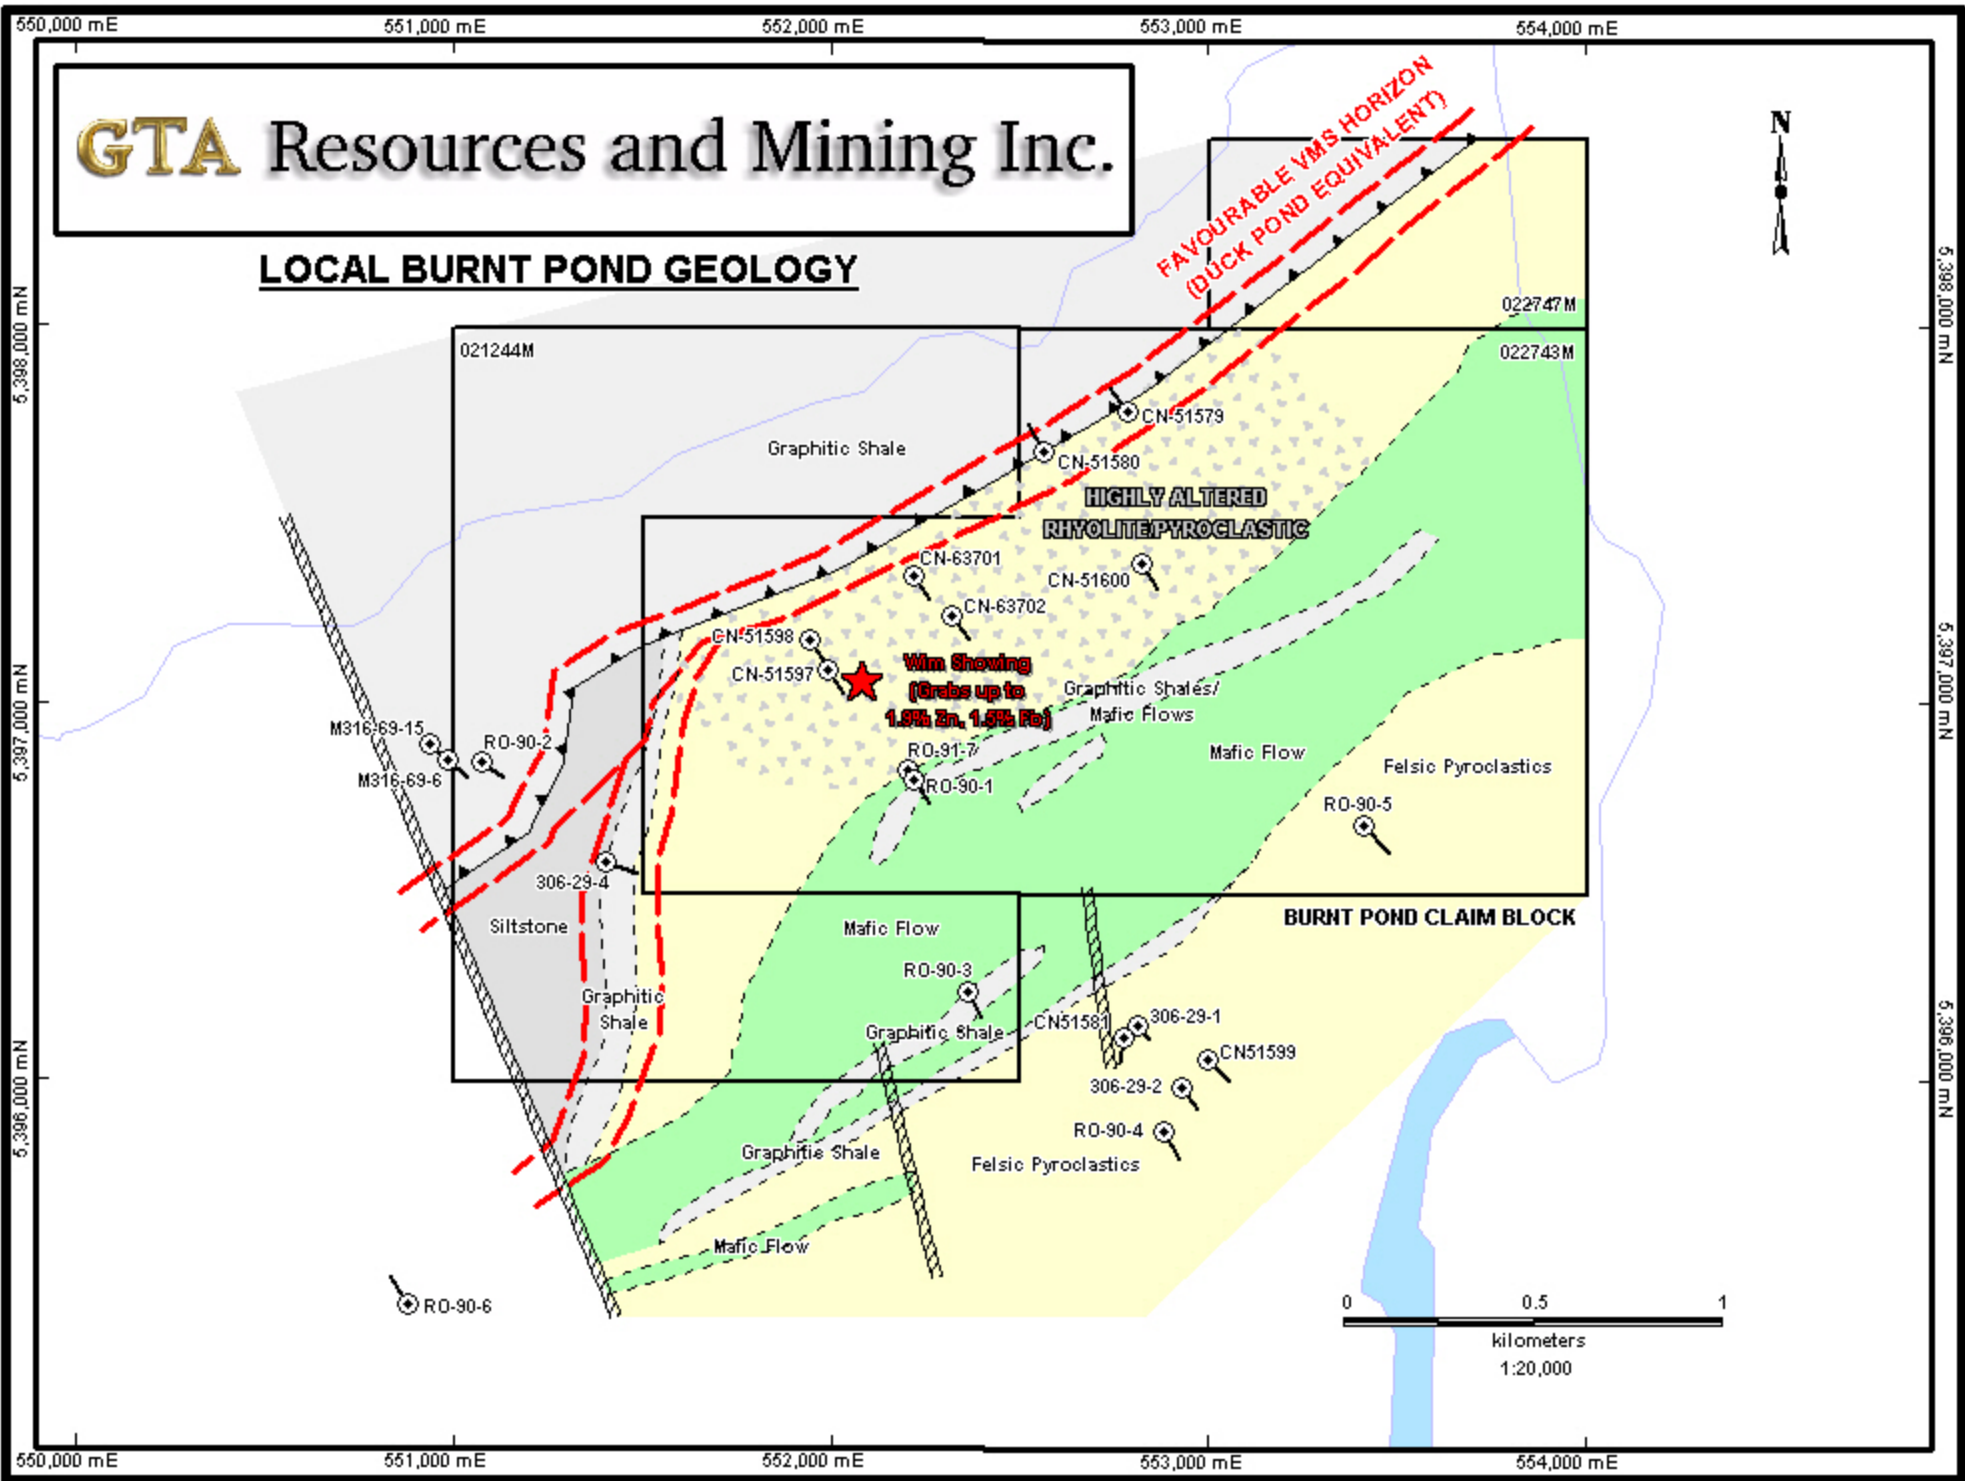 550,000 mE
551,000 mE
552,000 mE
553,000 mE
554,000 mE
GTA Resources and Mining Inc.
LOCAL BURNT POND GEOLOGY
FAVOURABLE VMS HORIZON
(DUCK POND EQUIVALENT)
N
5,398,000 mN
5,398,000 mN
022747M
021244M
022743M
CN-51579
Graphitic Shale
CN-51580
HIGHLY ALTERED
RHYOLITE/PYROCLASTIC
CN-63701
CN-51600
CN-63702
CN-51598
CN-51597
Wim Showing
(Grabs up to
1.9% Zn, 1.5% Pb)
5,397,000 mN
5,397,000 mN
Graphitic Shales/
Mafic Flows
M316-69-15
RO-90-2
M316-69-6
RO-91-7
RO-90-1
Mafic Flow
Felsic Pyroclastics
RO-90-5
306-29-4
BURNT POND CLAIM BLOCK
Siltstone
Mafic Flow
RO-90-3
Graphitic
Shale
Graphitic Shale
CN51581
306-29-1
CN51599
306-29-2
5,396,000 mN
5,396,000 mN
RO-90-4
Graphitic Shale
Felsic Pyroclastics
Mafic Flow
RO-90-6
0 0.5 1
kilometers
1:20,000
550,000 mE
551,000 mE
552,000 mE
553,000 mE
554,000 mE